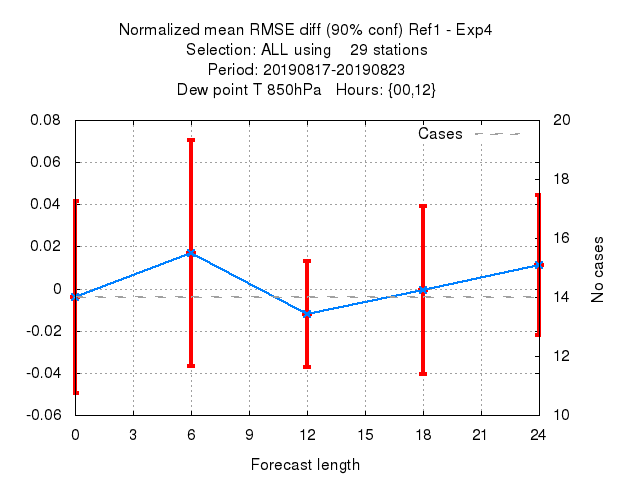 Normalized mean RMSE diff (90% conf) Ref1 - Exp4
Selection: ALL using    29 stations
Period: 20190817-20190823
Dew point T 850hPa   Hours: {00,12}
Cases
0.08
0.06
0.04
0.02
0
-0.02
-0.04
-0.06
20
18
16
14
12
10
No cases
0 3 6 9 12 15 18 21 24
Forecast length